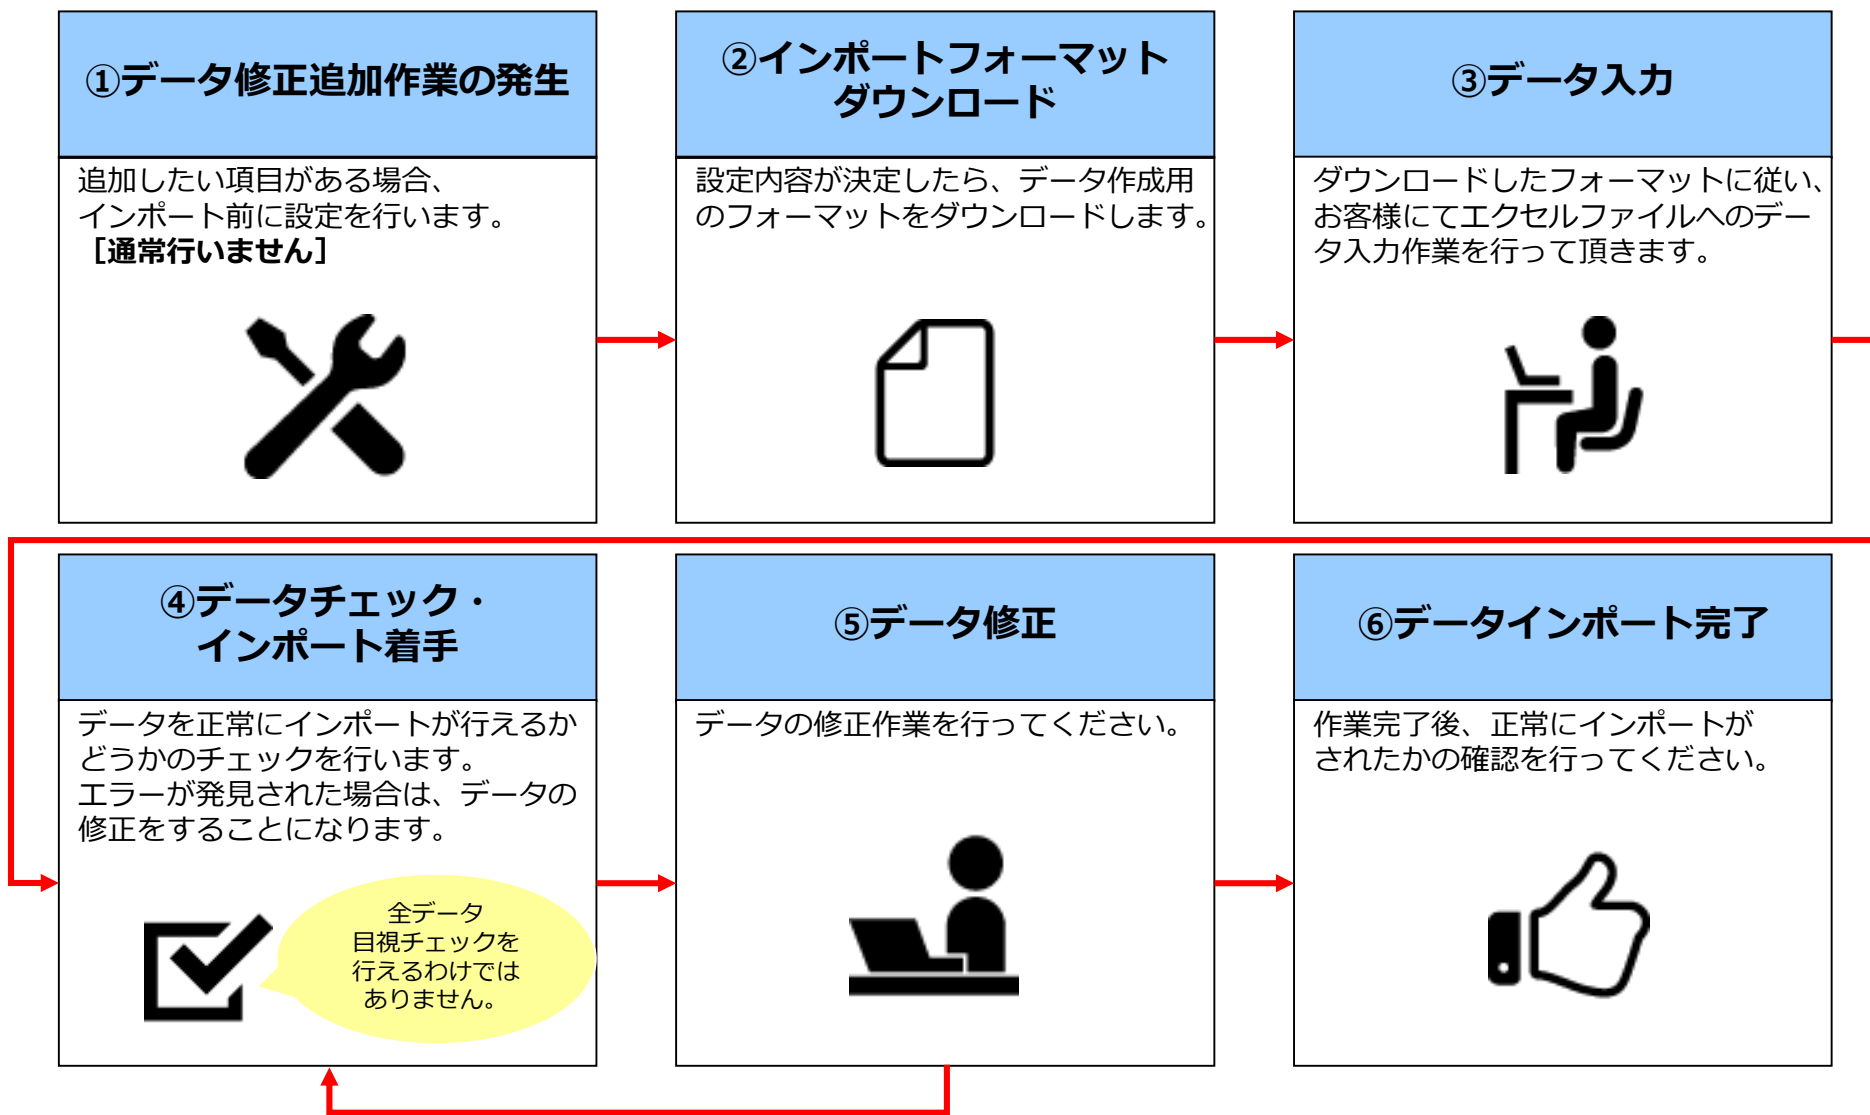 ①データ修正追加作業の発生
追加したい項目がある場合、
インポート前に設定を行います。
［通常行いません］
②インポートフォーマット
ダウンロード
設定内容が決定したら、データ作成用
のフォーマットをダウンロードします。
③データ入力
ダウンロードしたフォーマットに従い、
お客様にてエクセルファイルへのデー
タ入力作業を行って頂きます。
④データチェック・
インポート着手
データを正常にインポートが行えるか
どうかのチェックを行います。
エラーが発見された場合は、データの
修正をすることになります。
全データ
目視チェックを
行えるわけでは
ありません。
⑤データ修正
データの修正作業を行ってください。
⑥データインポート完了
作業完了後、正常にインポートが
されたかの確認を行ってください。